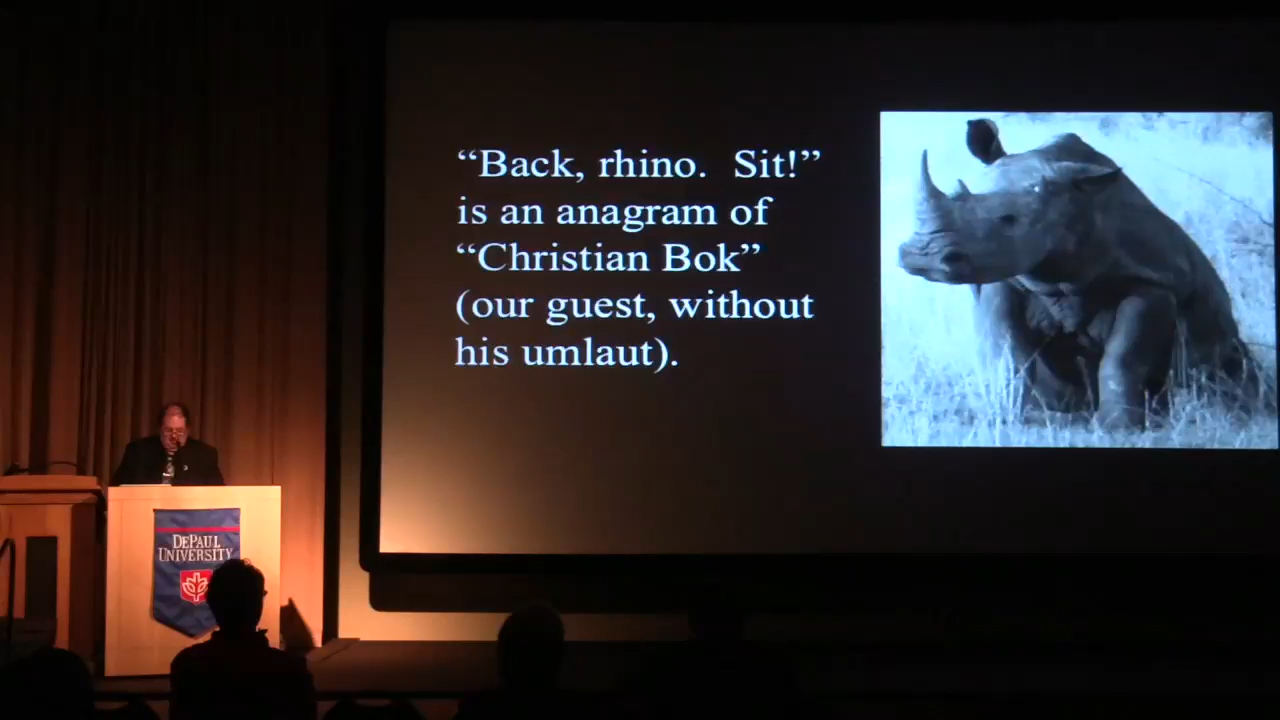 “Back, rhino.  Sit!”
is an anagram of
“Christian Bok”
(our guest, without
his umlaut).
DEPAUL
UNIVERSITY